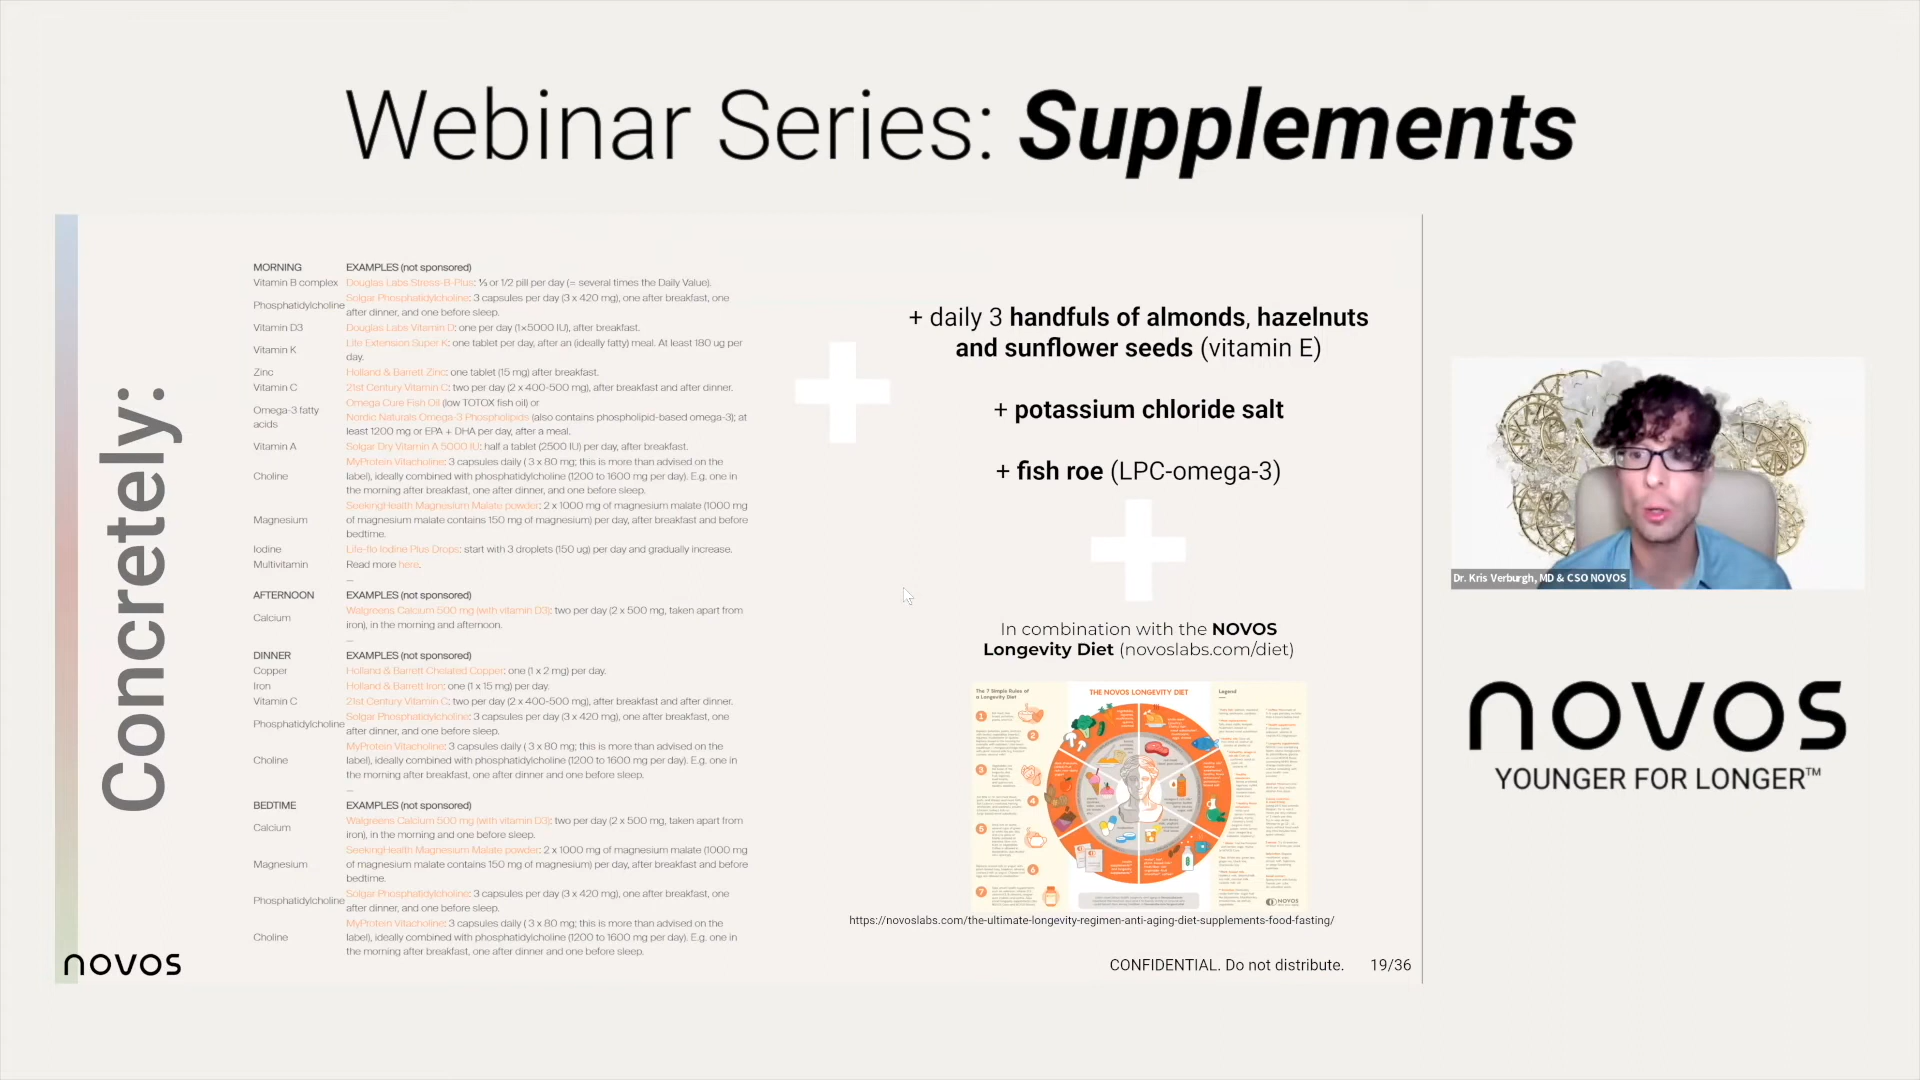 Webinar Series: Supplements
Concretely:
MORNING EXAMPLES (not sponsored)
Vitamin B complex Douglas Labs Stress-B-Plus: ⅓ or 1/2 pill per day (= several times the Daily Value).
Phosphatidylcholine Solgar Phosphatidylcholine: 3 capsules per day (3 x 420 mg), one after breakfast, one
after dinner, and one before sleep.
Vitamin D3 Douglas Labs Vitamin D: one per day (1x5000 IU), after breakfast.
Vitamin K Life Extension Super K: one tablet per day, after an (ideally fatty) meal. At least 180 ug per
day.
Zinc Holland & Barrett Zinc: one tablet (15 mg) after breakfast.
Vitamin C 21st Century Vitamin C: two per day (2 x 400-500 mg), after breakfast and after dinner.
Omega-3 fatty acids Omega Cure Fish Oil (low TOTOX fish oil) or
Nordic Naturals Omega-3 Phospholipids (also contains phospholipid-based omega-3); at
least 1200 mg or EPA + DHA per day, after a meal.
Vitamin A Solgar Dry Vitamin A 5000 IU: half a tablet (2500 IU) per day, after breakfast.
Choline MyProtein Vitacholine: 3 capsules daily ( 3 x 80 mg; this is more than advised on the
label), ideally combined with phosphatidylcholine (1200 to 1600 mg per day). E.g. one in
the morning after breakfast, one after dinner, and one before sleep.
Magnesium SeekingHealth Magnesium Malate powder: 2 x 1000 mg of magnesium malate (1000 mg
of magnesium malate contains 150 mg of magnesium) per day, after breakfast and before
bedtime.
Iodine Life-flo Iodine Plus Drops: start with 3 droplets (150 ug) per day and gradually increase.
Multivitamin Read more here.
—
AFTERNOON EXAMPLES (not sponsored)
Calcium Walgreens Calcium 500 mg (with vitamin D3): two per day (2 x 500 mg, taken apart from
iron), in the morning and afternoon.
—
DINNER EXAMPLES (not sponsored)
Copper Holland & Barrett Chelated Copper: one (1 x 2 mg) per day.
Iron Holland & Barrett Iron: one (1 x 15 mg) per day.
Vitamin C 21st Century Vitamin C: two per day (2 x 400-500 mg), after breakfast and after dinner.
Phosphatidylcholine Solgar Phosphatidylcholine: 3 capsules per day (3 x 420 mg), one after breakfast, one
after dinner, and one before sleep.
Choline MyProtein Vitacholine: 3 capsules daily ( 3 x 80 mg; this is more than advised on the
label), ideally combined with phosphatidylcholine (1200 to 1600 mg per day). E.g. one in
the morning after breakfast, one after dinner and one before sleep.
—
BEDTIME EXAMPLES (not sponsored)
Calcium Walgreens Calcium 500 mg (with vitamin D3): two per day (2 x 500 mg, taken apart from
iron), in the morning and one before sleep.
Magnesium SeekingHealth Magnesium Malate powder: 2 x 1000 mg of magnesium malate (1000 mg
of magnesium malate contains 150 mg of magnesium) per day, after breakfast and before
bedtime.
Phosphatidylcholine Solgar Phosphatidylcholine: 3 capsules per day (3 x 420 mg), one after breakfast, one
after dinner, and one before sleep.
Choline MyProtein Vitacholine: 3 capsules daily ( 3 x 80 mg; this is more than advised on the
label), ideally combined with phosphatidylcholine (1200 to 1600 mg per day). E.g. one in
the morning after breakfast, one after dinner, and one before sleep.
+ daily 3 handfuls of almonds, hazelnuts
and sunflower seeds (vitamin E)
+ potassium chloride salt
+ fish roe (LPC-omega-3)
In combination with the NOVOS
Longevity Diet (novoslabs.com/diet)
The 7 Simple Rules of
a Longevity Diet
THE NOVOS LONGEVITY DIET
Legend
1
2
3
4
5
6
7
NOVOS
https://novoslabs.com/the-ultimate-longevity-regimen-anti-aging-diet-supplements-food-fasting/
novos
CONFIDENTIAL. Do not distribute. 19/36
Dr. Kris Verburgh, MD & CSO NOVOS
novos
YOUNGER FOR LONGER™